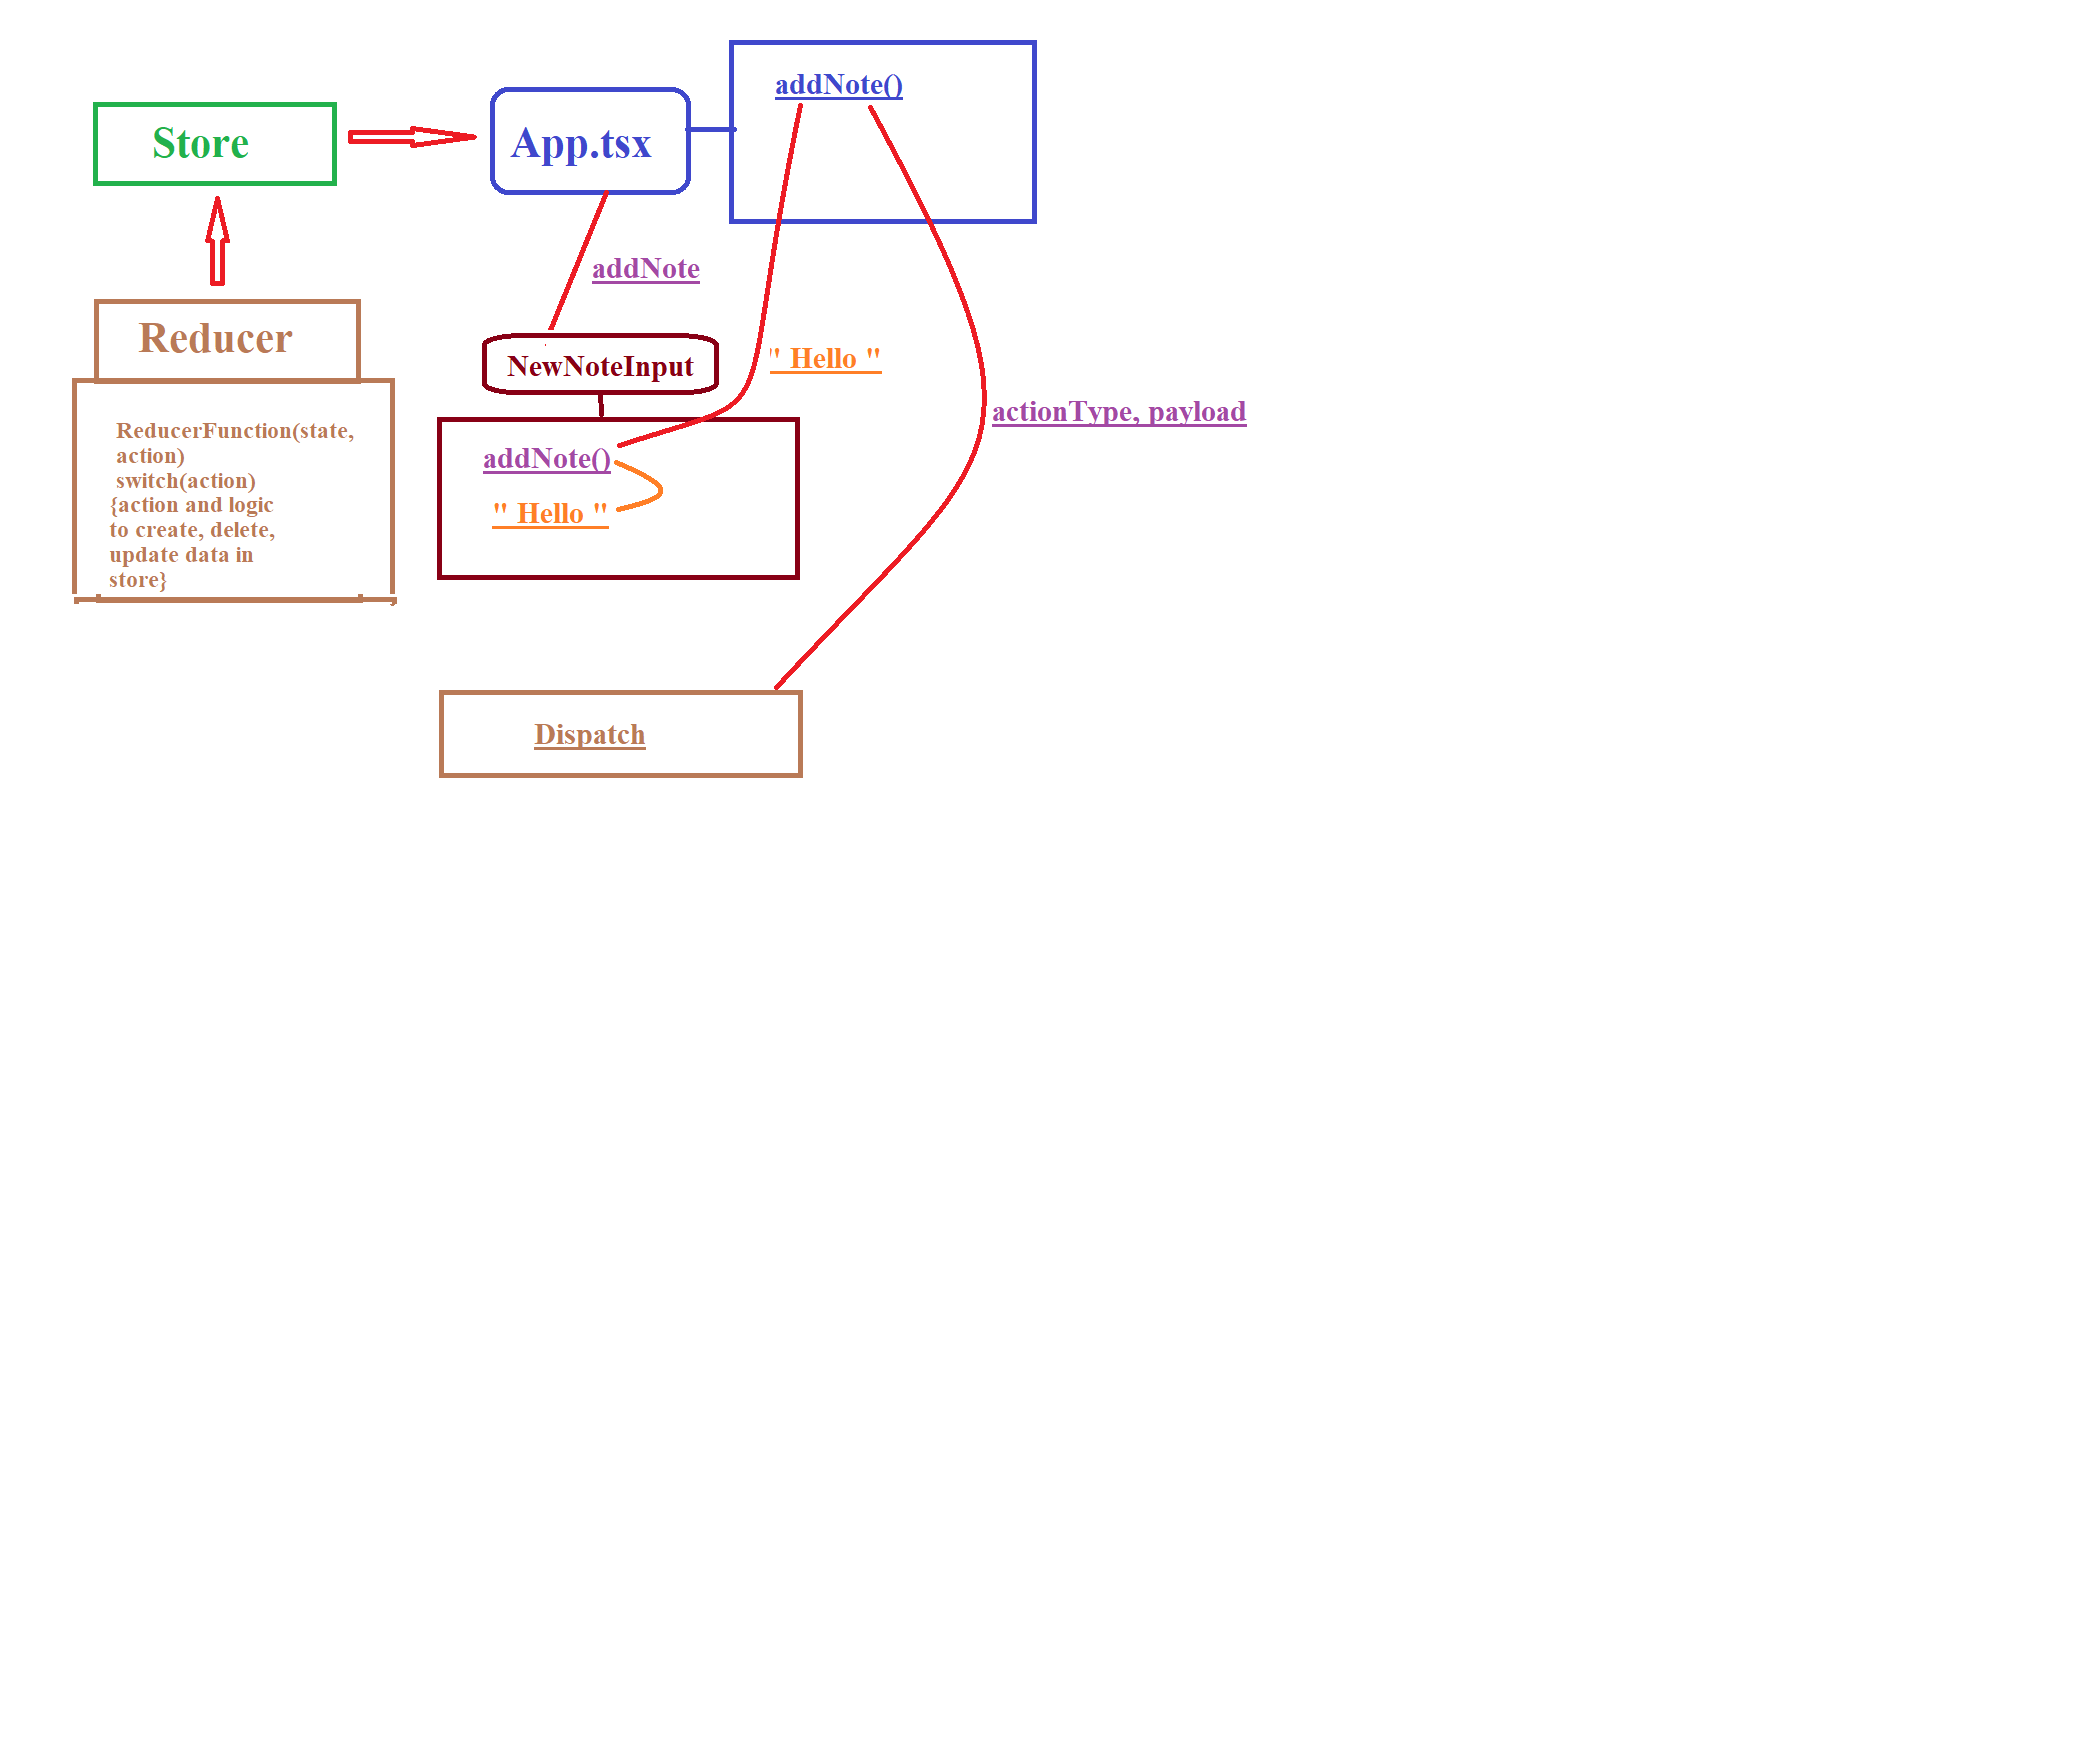 addNote()
Store
App.tsx
addNote
Reducer
NewNoteInput
" Hello "
actionType, payload
ReducerFunction(state,
action)
switch(action)
{action and logic
to create, delete,
update data in
store}
addNote()
" Hello "
Dispatch